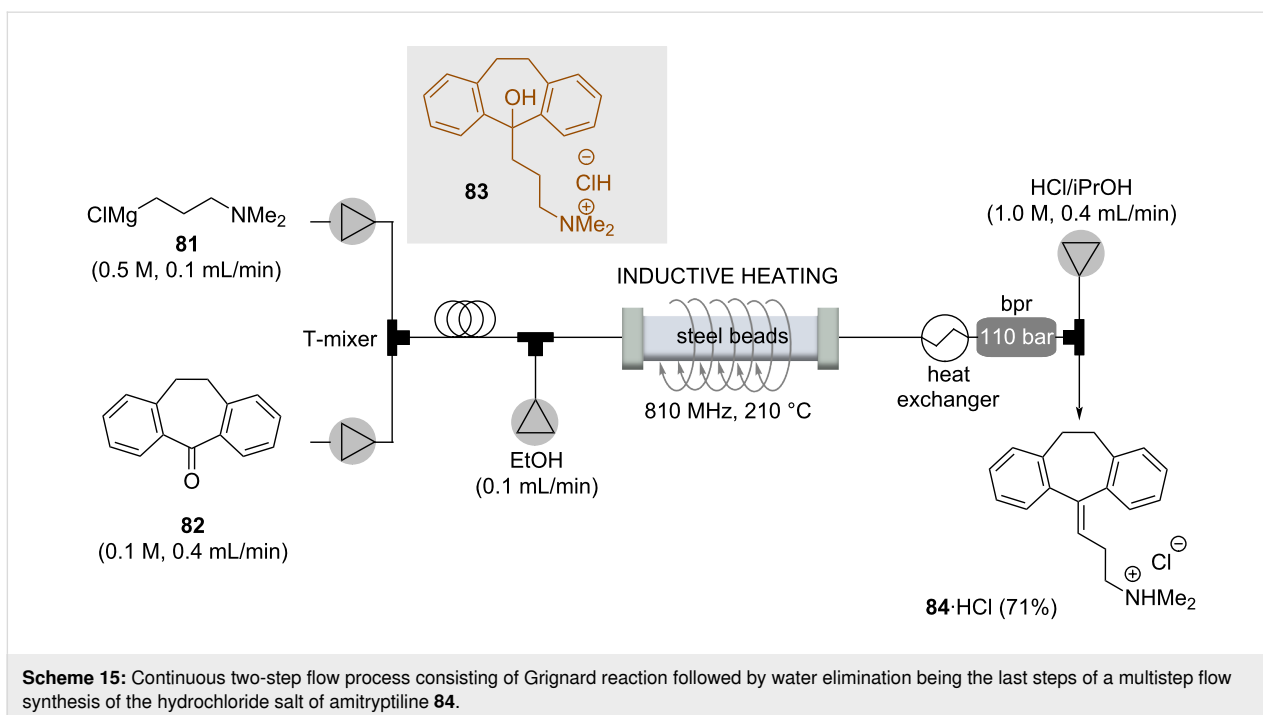 OH
⊖
ClH
⊕
NMe2
83
ClMg
NMe2
81
(0.5 M, 0.1 mL/min)
HCl/iPrOH
(1.0 M, 0.4 mL/min)
INDUCTIVE HEATING
bpr
T-mixer
steel beads
110 bar
heat
exchanger
810 MHz, 210 °C
O
EtOH
(0.1 mL/min)
82
(0.1 M, 0.4 mL/min)
⊖
Cl
⊕
NHMe2
84·HCl (71%)
Scheme 15: Continuous two-step flow process consisting of Grignard reaction followed by water elimination being the last steps of a multistep flow
synthesis of the hydrochloride salt of amitryptiline 84.